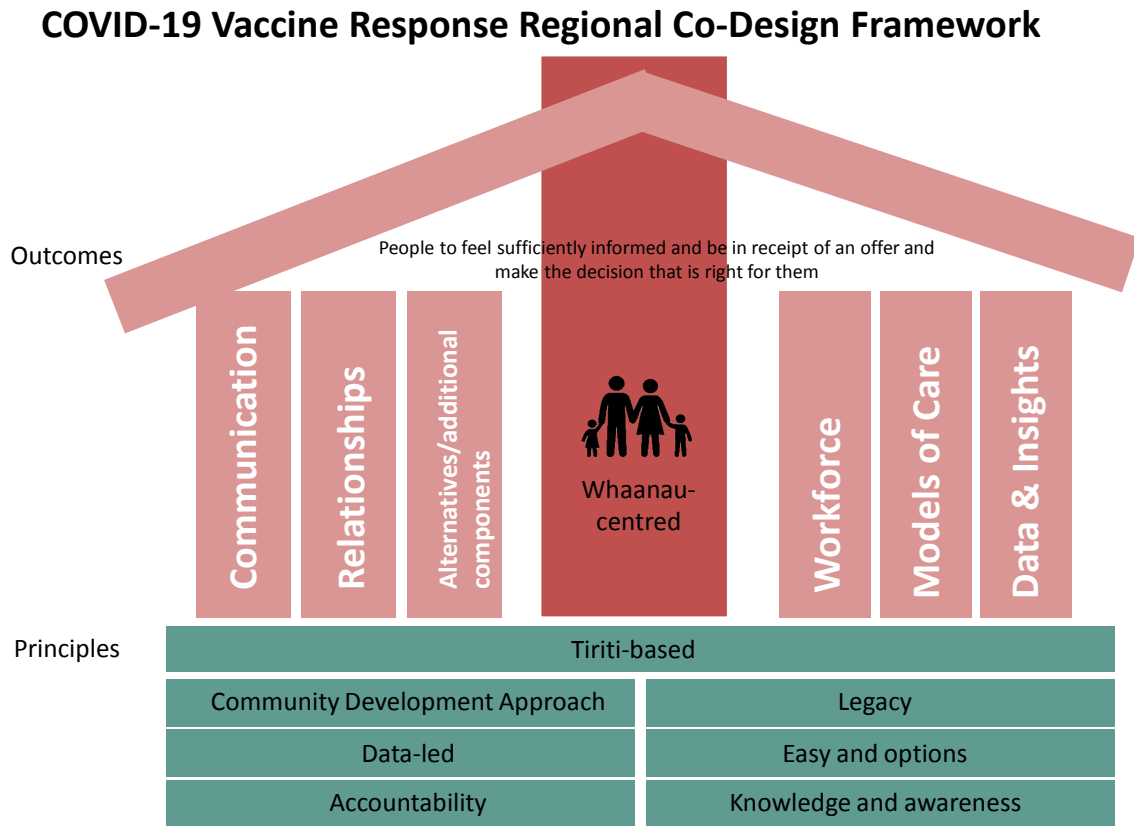 COVID-19 Vaccine Response Regional Co-Design Framework
Outcomes
People to feel sufficiently informed and be in receipt of an offer and
make the decision that is right for them
Communication
Relationships
Alternatives/additional
components
Whaanau-
centred
Workforce
Models of Care
Data & Insights
Principles
Tiriti-based
Community Development Approach
Legacy
Data-led
Easy and options
Accountability
Knowledge and awareness